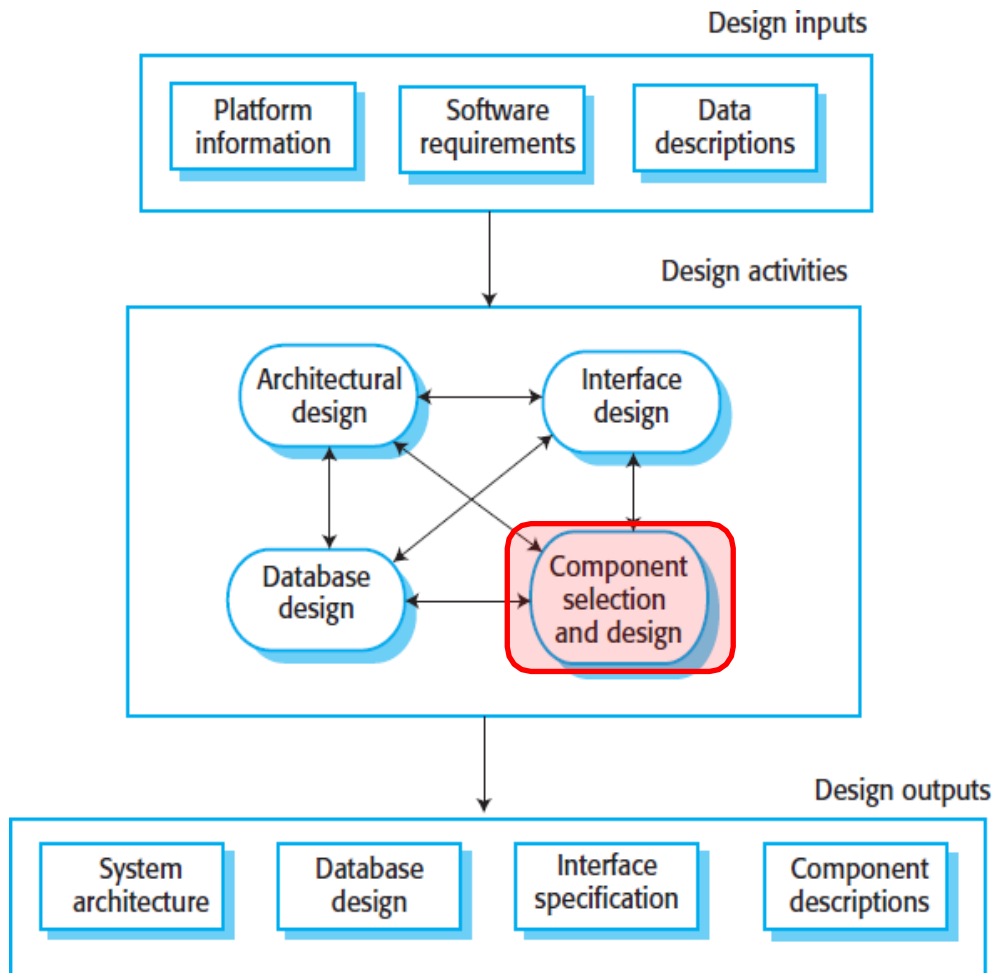 Design inputs
Platform
information
Software
requirements
Data
descriptions
Design activities
Architectural
design
Interface
design
Database
design
Component
selection
and design
Design outputs
System
architecture
Database
design
Interface
specification
Component
descriptions